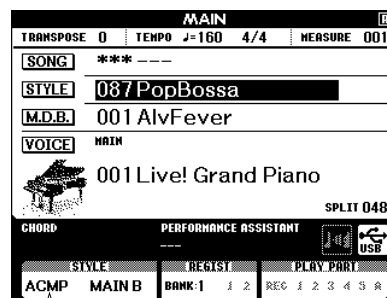 MAIN
TRANSPOSE 0 TEMPO ♩=160 4/4 MEASURE 001
SONG *** ---
STYLE 087 PopBossa
M.D.B. 001 AlvFever
VOICE MAIN
001 Live! Grand Piano
SPLIT 048
CHORD PERFORMANCE ASSISTANT
---
USB
STYLE REGIST PLAY PART
ACMP MAIN B BANK:1 1 2 REC 1 2 3 4 5 A